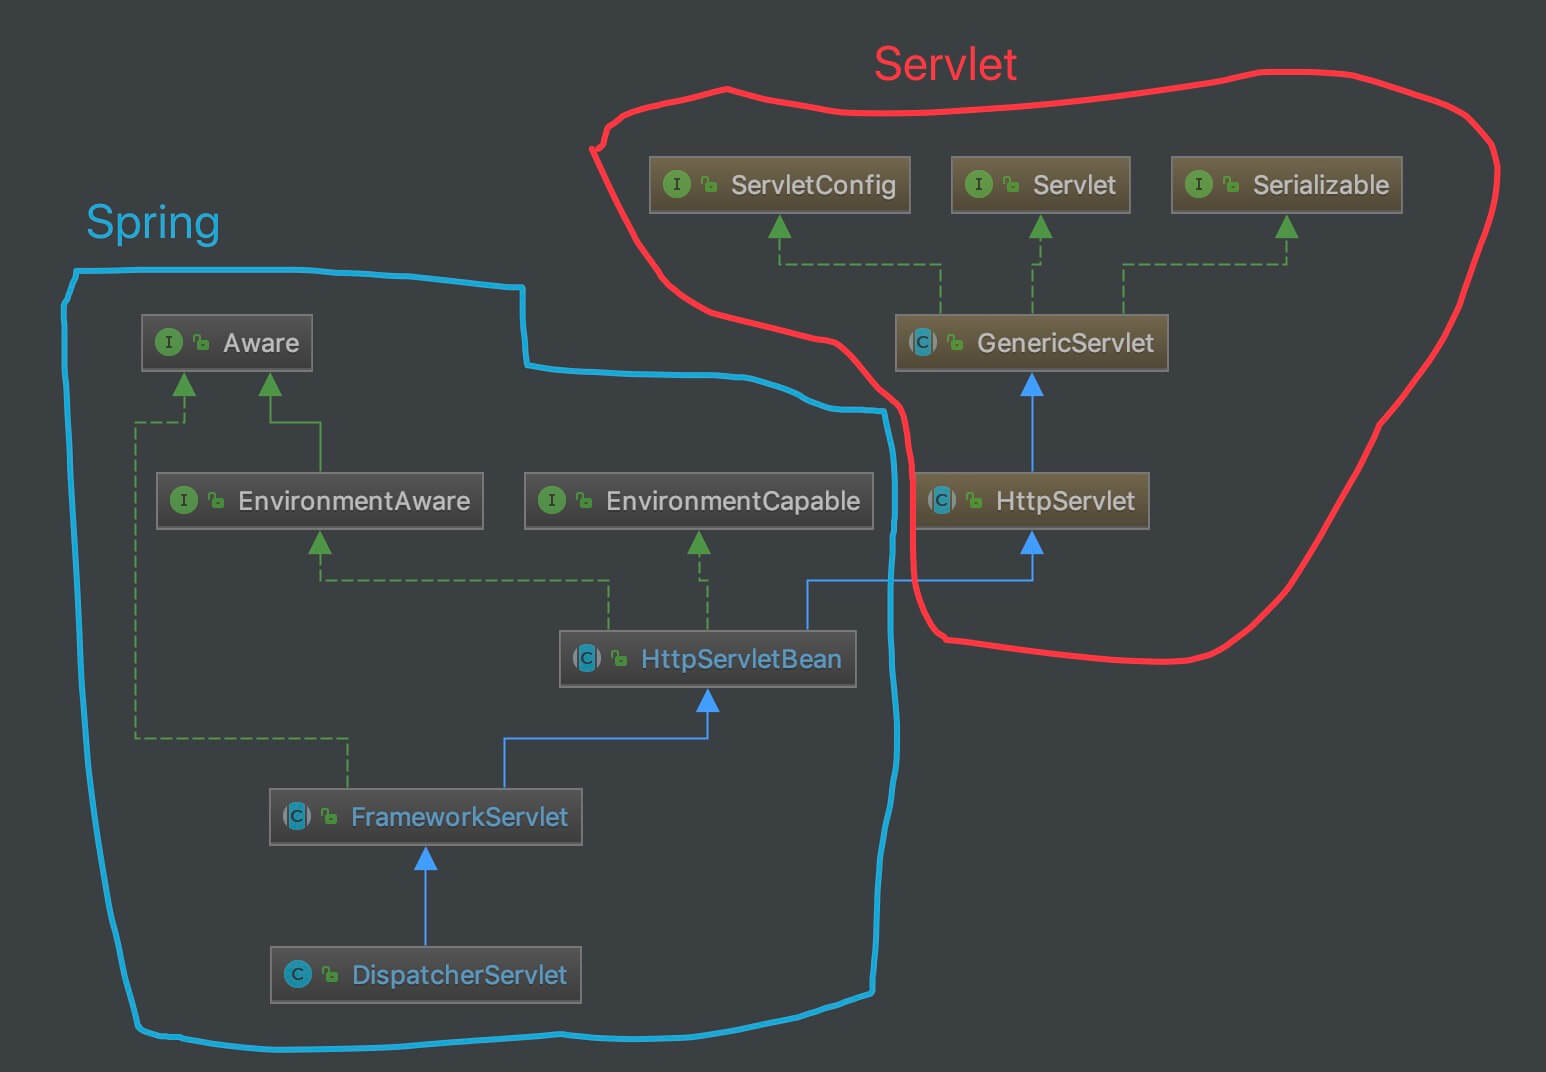 Servlet
I ServletConfig
I Servlet
I Serializable
Spring
I Aware
C GenericServlet
I EnvironmentAware
I EnvironmentCapable
C HttpServlet
C HttpServletBean
C FrameworkServlet
C DispatcherServlet